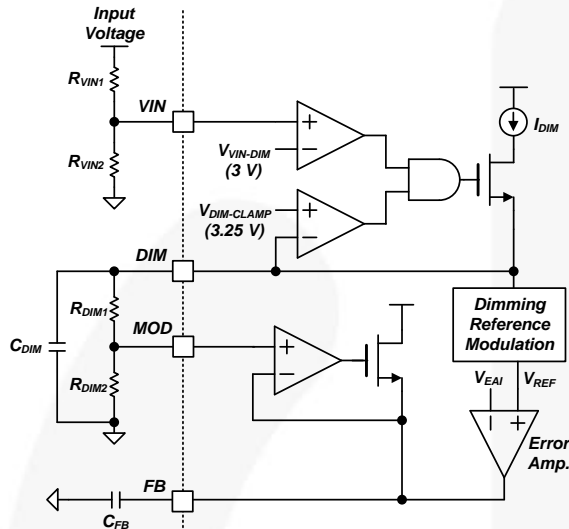 Input
Voltage
RVIN1
VIN
RVIN2
VVIN-DIM
(3 V)
+
−
VDIM-CLAMP
(3.25 V)
+
−
IDIM
DIM
RDIM1
MOD
CDIM
RDIM2
+
−
Dimming
Reference
Modulation
VEAI
VREF
−
+
Error
Amp.
FB
CFB